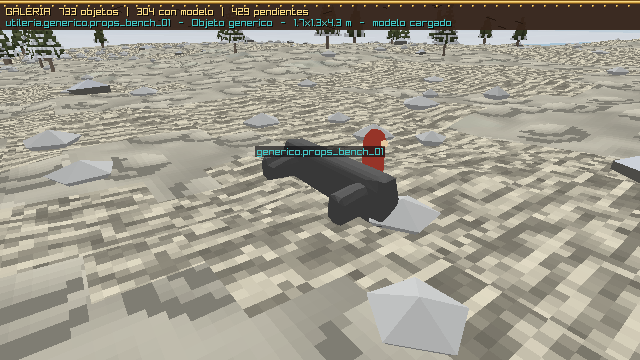 GALERIA 733 objetos | 304 con modelo | 429 pendientes
utileria.generico.props_bench_01 - Objeto generico - 1.7x1.3x4.3 m - modelo cargado
generico.props_bench_01